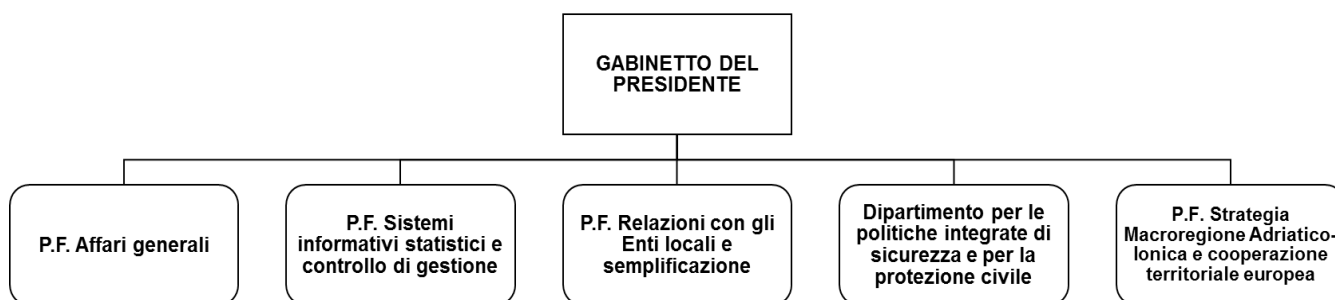 GABINETTO DEL
PRESIDENTE
P.F. Affari generali
P.F. Sistemi
informativi statistici e
controllo di gestione
P.F. Relazioni con gli
Enti locali e
semplificazione
Dipartimento per le
politiche integrate di
sicurezza e per la
protezione civile
P.F. Strategia
Macroregione Adriatico-
Ionica e cooperazione
territoriale europea